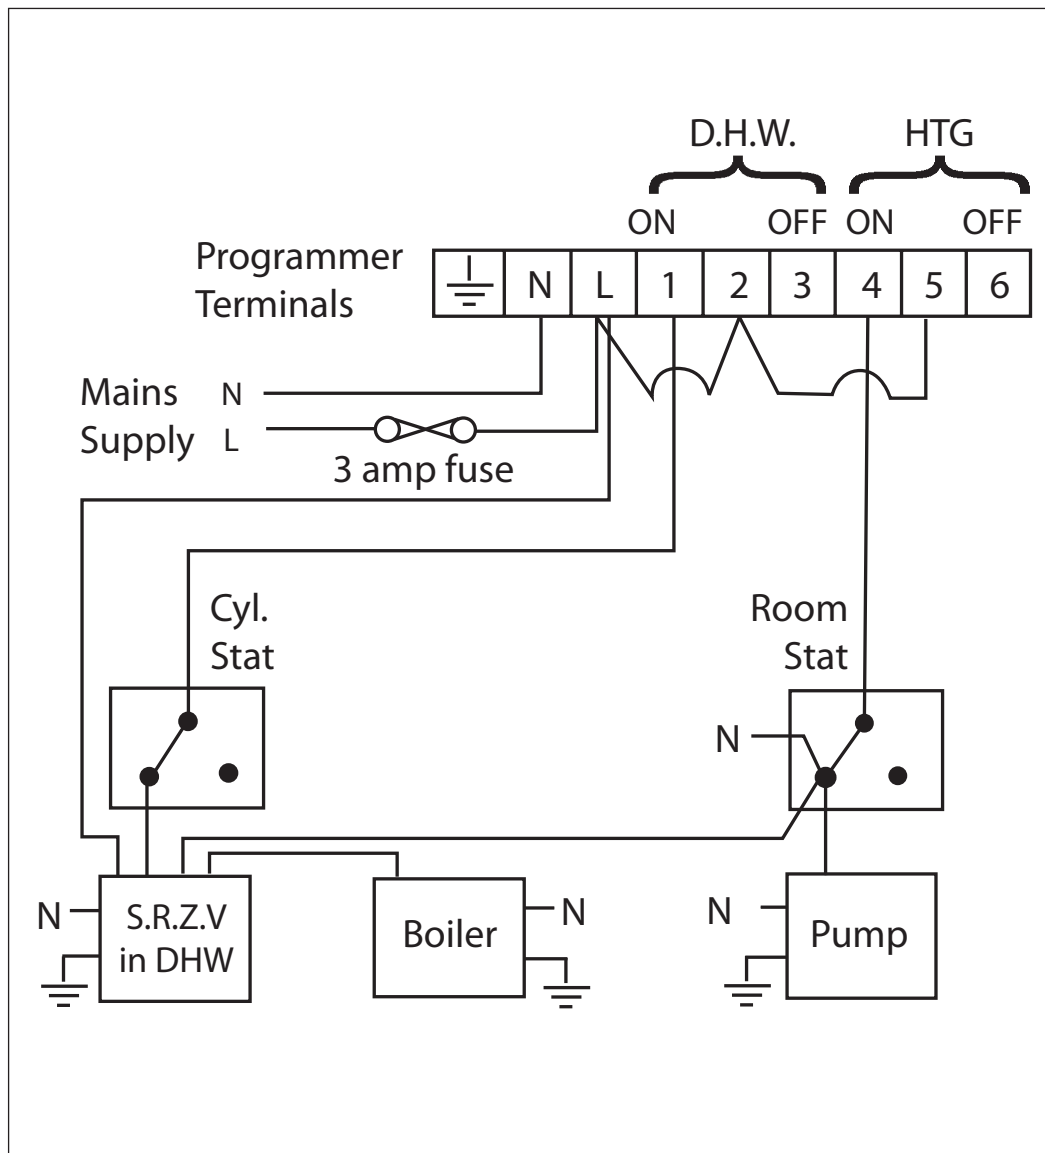 D.H.W. HTG
ON OFF ON OFF
Programmer
Terminals
N L 1 2 3 4 5 6
Mains N
Supply L
3 amp fuse
Cyl.
Stat
Room
Stat
N
N
S.R.Z.V
in DHW
Boiler
N
N
Pump